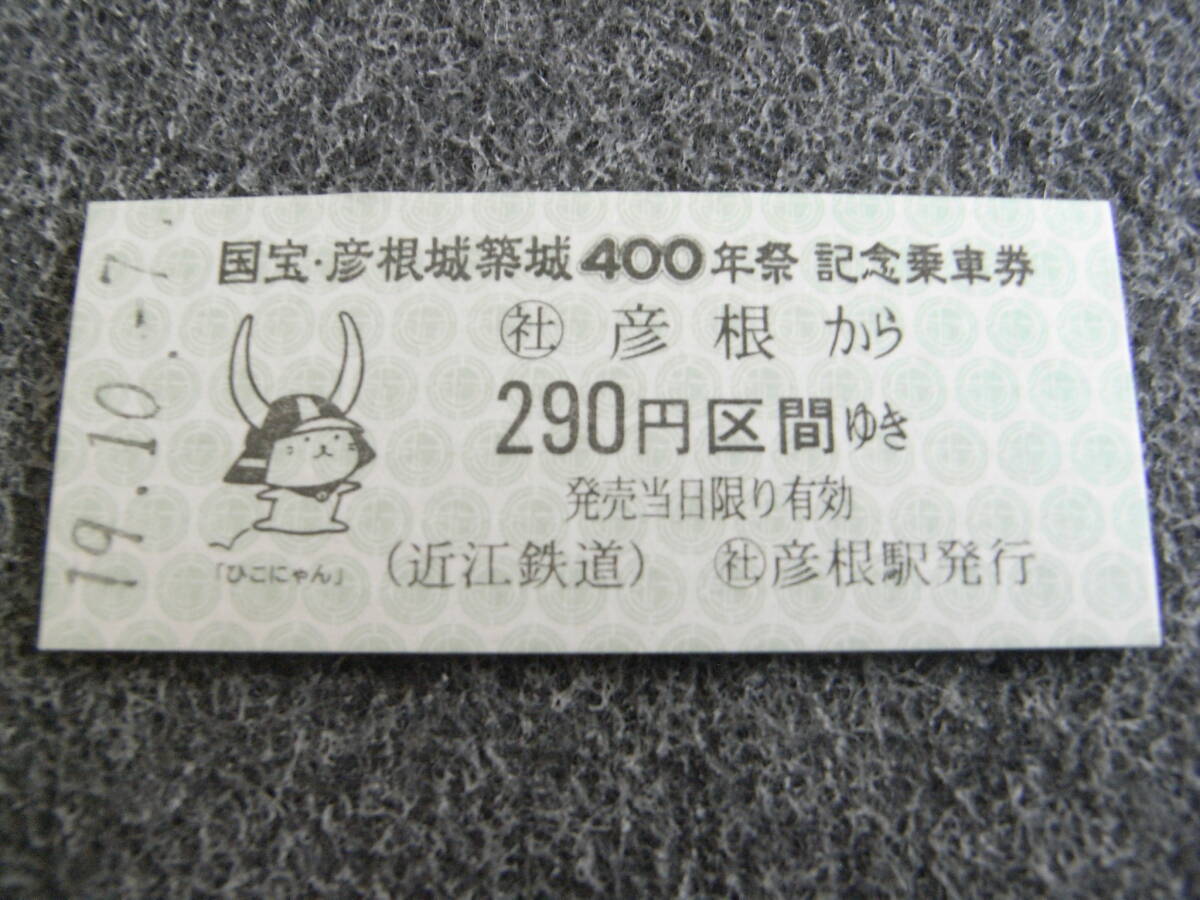 国宝・彦根城築城400年祭 記念乗車券
㊓彦根から
290円区間ゆき
発売当日限り有効
「ひこにゃん」
(近江鉄道) ㊓彦根駅発行
19.10.-7.